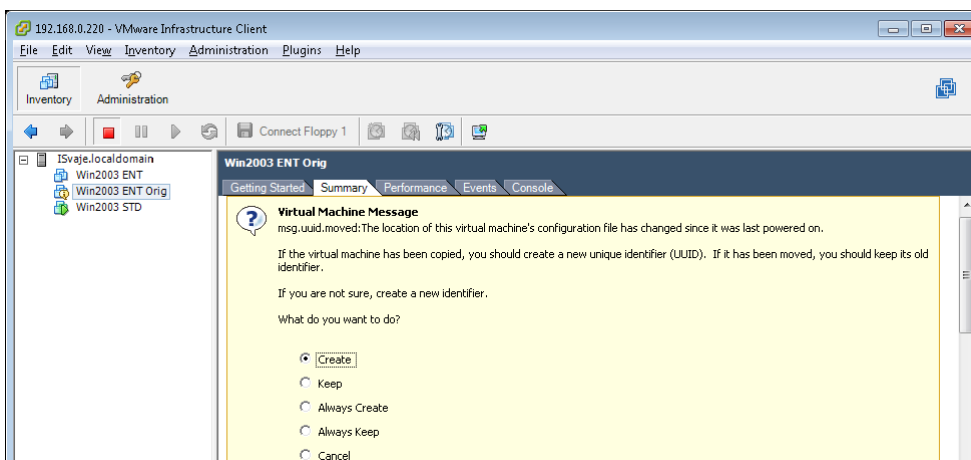 192.168.0.220 - VMware Infrastructure Client
File Edit View Inventory Administration Plugins Help
Inventory Administration
Connect Floppy 1
ISvaje.localdomain
Win2003 ENT
Win2003 ENT Orig
Win2003 STD
Win2003 ENT Orig
Getting Started Summary Performance Events Console
Virtual Machine Message
msg.uuid.moved:The location of this virtual machine's configuration file has changed since it was last powered on.
If the virtual machine has been copied, you should create a new unique identifier (UUID). If it has been moved, you should keep its old
identifier.
If you are not sure, create a new identifier.
What do you want to do?
Create
Keep
Always Create
Always Keep
Cancel